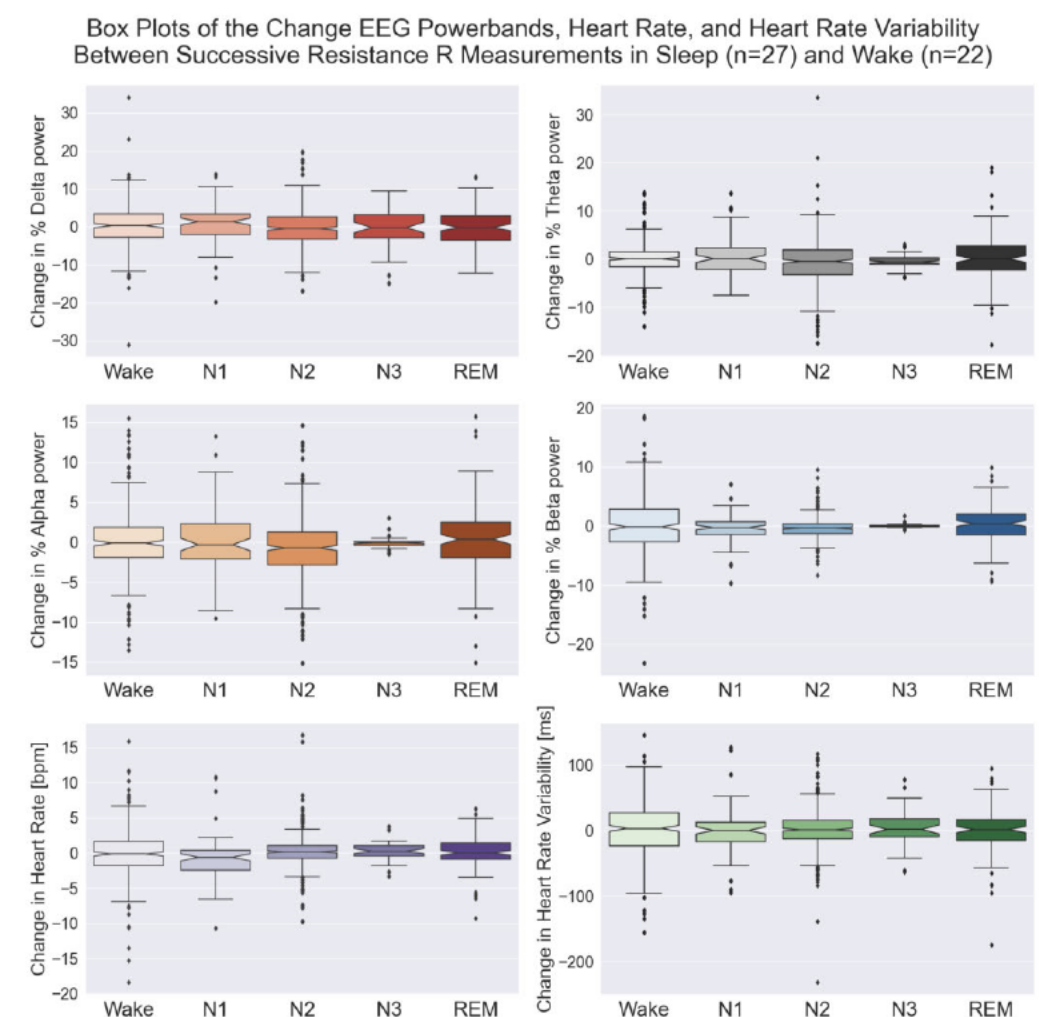 Box Plots of the Change EEG Powerbands, Heart Rate, and Heart Rate Variability
Between Successive Resistance R Measurements in Sleep (n=27) and Wake (n=22)
Change in % Delta power
30
20
10
0
−10
−20
−30
Wake N1 N2 N3 REM
Change in % Theta power
30
20
10
0
−10
−20
Wake N1 N2 N3 REM
Change in % Alpha power
15
10
5
0
−5
−10
−15
Wake N1 N2 N3 REM
Change in % Beta power
20
10
0
−10
−20
Wake N1 N2 N3 REM
Change in Heart Rate [bpm]
15
10
5
0
−5
−10
−15
−20
Wake N1 N2 N3 REM
Change in Heart Rate Variability [ms]
100
0
−100
−200
Wake N1 N2 N3 REM